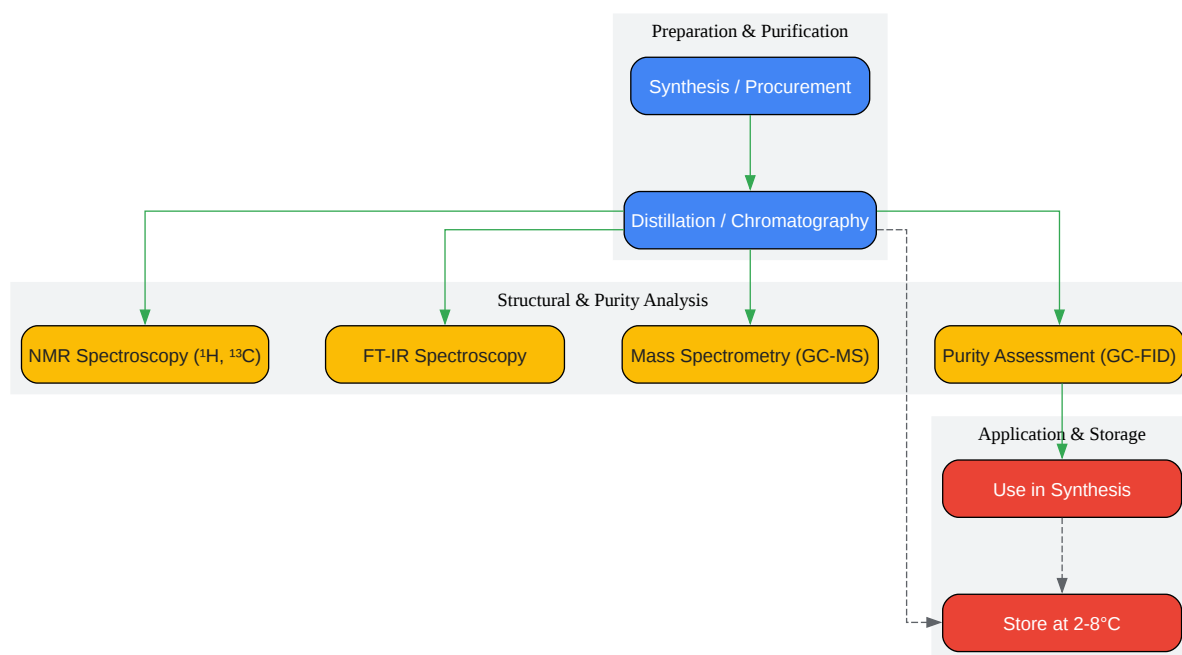 Preparation & Purification
Synthesis / Procurement
Distillation / Chromatography
Structural & Purity Analysis
NMR Spectroscopy (¹H, ¹³C)
FT-IR Spectroscopy
Mass Spectrometry (GC-MS)
Purity Assessment (GC-FID)
Application & Storage
Use in Synthesis
Store at 2-8°C